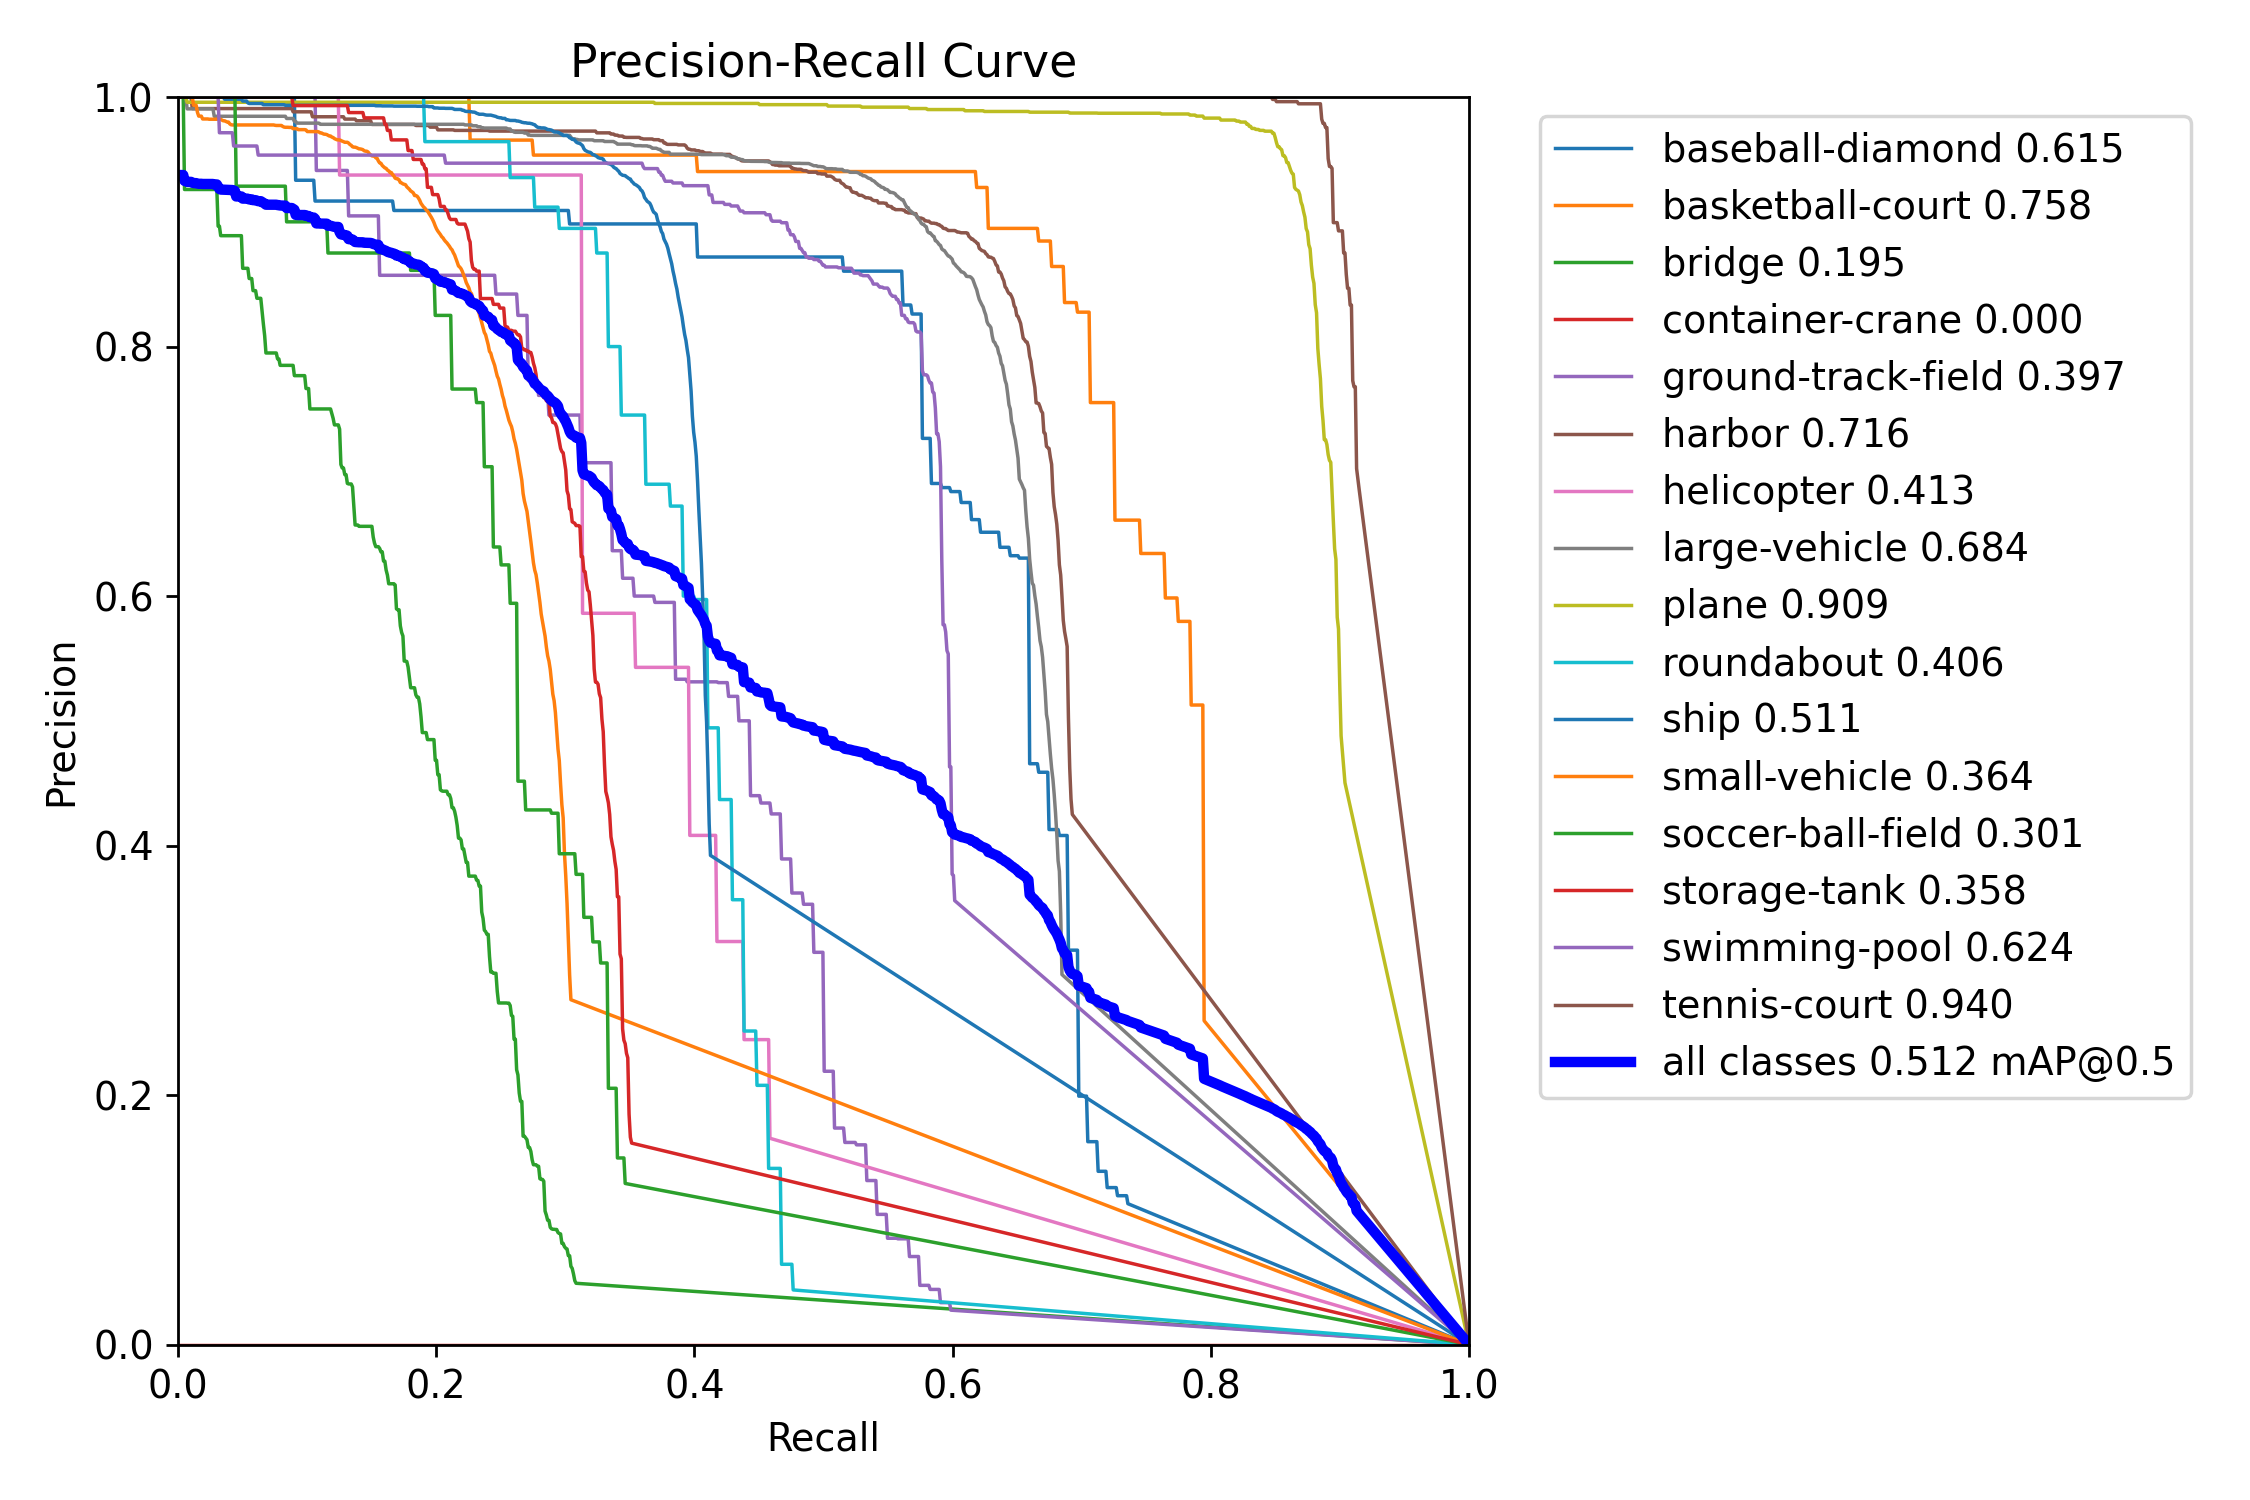 Precision-Recall Curve
1.0
0.8
0.6
0.4
0.2
0.0
Precision
0.0 0.2 0.4 0.6 0.8 1.0
Recall
baseball-diamond 0.615
basketball-court 0.758
bridge 0.195
container-crane 0.000
ground-track-field 0.397
harbor 0.716
helicopter 0.413
large-vehicle 0.684
plane 0.909
roundabout 0.406
ship 0.511
small-vehicle 0.364
soccer-ball-field 0.301
storage-tank 0.358
swimming-pool 0.624
tennis-court 0.940
all classes 0.512 mAP@0.5